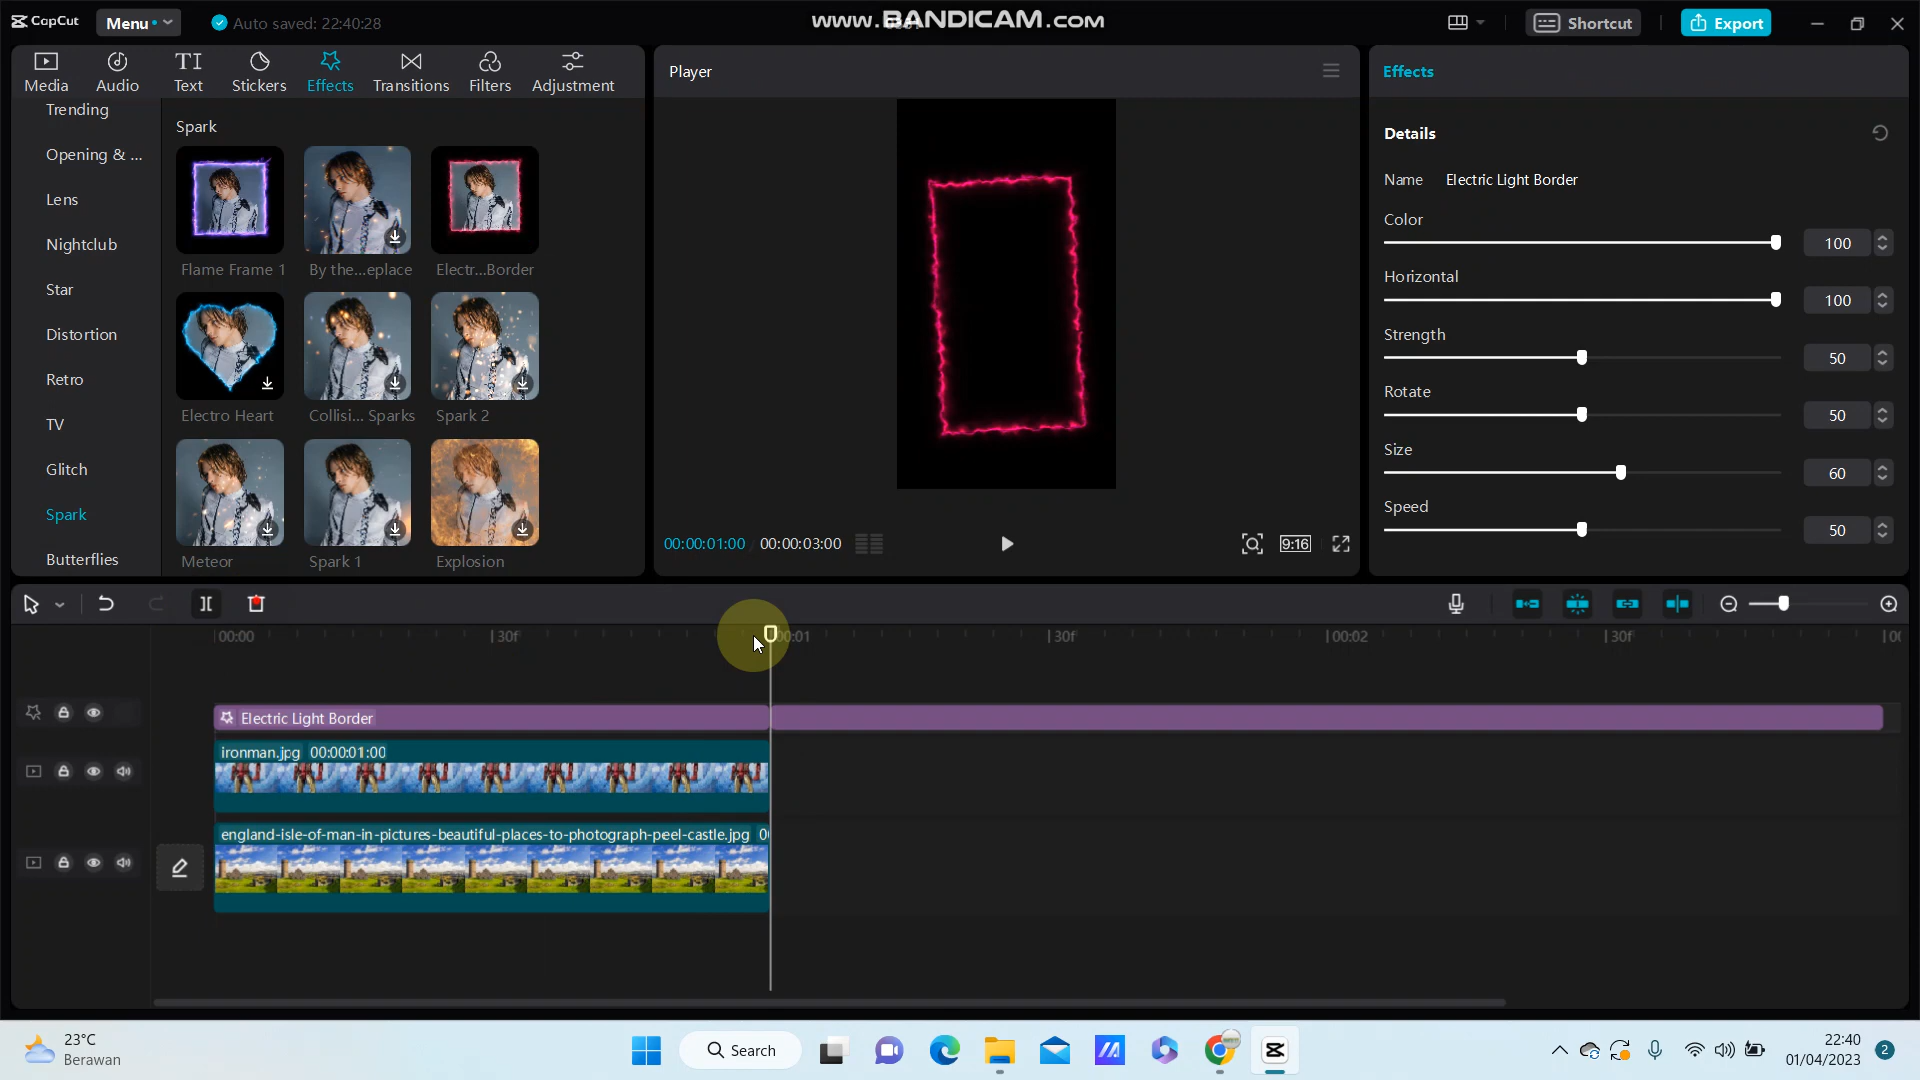 CapCut
Menu
Auto saved: 22:40:28
www.BANDICAM.com
Shortcut
Export
Media
Audio
Text
Stickers
Effects
Transitions
Filters
Adjustment
Trending
Opening & ...
Lens
Nightclub
Star
Distortion
Retro
TV
Glitch
Spark
Butterflies
Spark
Flame Frame 1
By the...eplace
Electr...Border
Electro Heart
Collisi... Sparks
Spark 2
Meteor
Spark 1
Explosion
Player
00:00:01:00
00:00:03:00
9:16
Effects
Details
Name Electric Light Border
Color
100
Horizontal
100
Strength
50
Rotate
50
Size
60
Speed
50
00:00
30f
00:01
30f
00:02
30f
Electric Light Border
ironman.jpg 00:00:01:00
england-isle-of-man-in-pictures-beautiful-places-to-photograph-peel-castle.jpg
23°C
Berawan
Search
22:40
01/04/2023
2